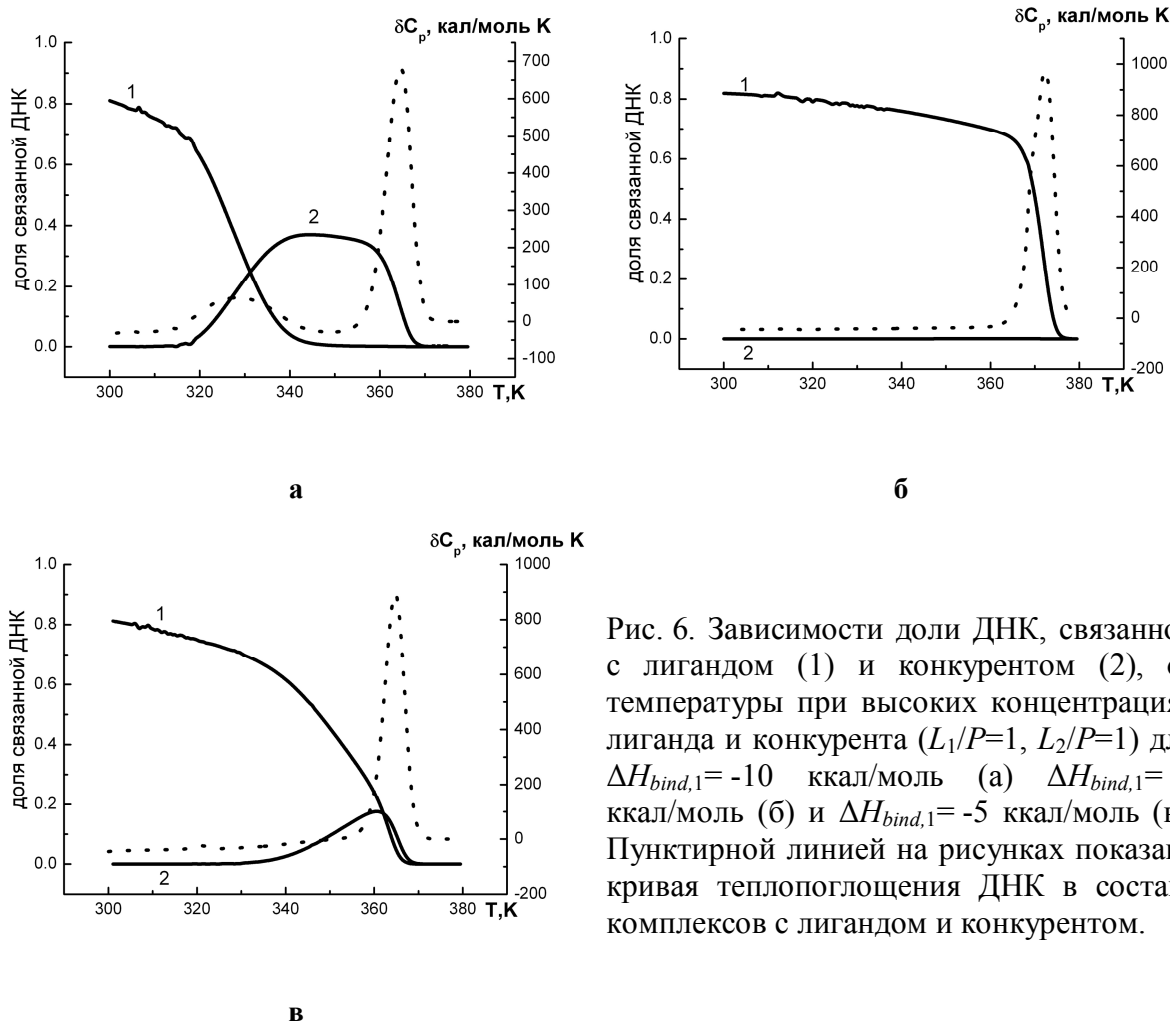 δCp, кал/моль K
доля связанной ДНК
1.0
0.8
0.6
0.4
0.2
0.0
700
600
500
400
300
200
100
0
-100
1
2
300 320 340 360 380 T,K
а
δCp, кал/моль K
доля связанной ДНК
1.0
0.8
0.6
0.4
0.2
0.0
1000
800
600
400
200
0
-200
1
2
300 320 340 360 380 T,K
б
δCp, кал/моль K
доля связанной ДНК
1.0
0.8
0.6
0.4
0.2
0.0
1000
800
600
400
200
0
-200
1
2
300 320 340 360 380 T,K
в
Рис. 6. Зависимости доли ДНК, связанно
с лигандом (1) и конкурентом (2),
температуры при высоких концентрация
лиганда и конкурента (L1/P=1, L2/P=1)
ΔHbind,1= -10 ккал/моль (а) ΔHbind,1=
ккал/моль (б) и ΔHbind,1= -5 ккал/моль
Пунктирной линией на рисунках показа
кривая теплопоглощения ДНК в соста
комплексов с лигандом и конкурентом.